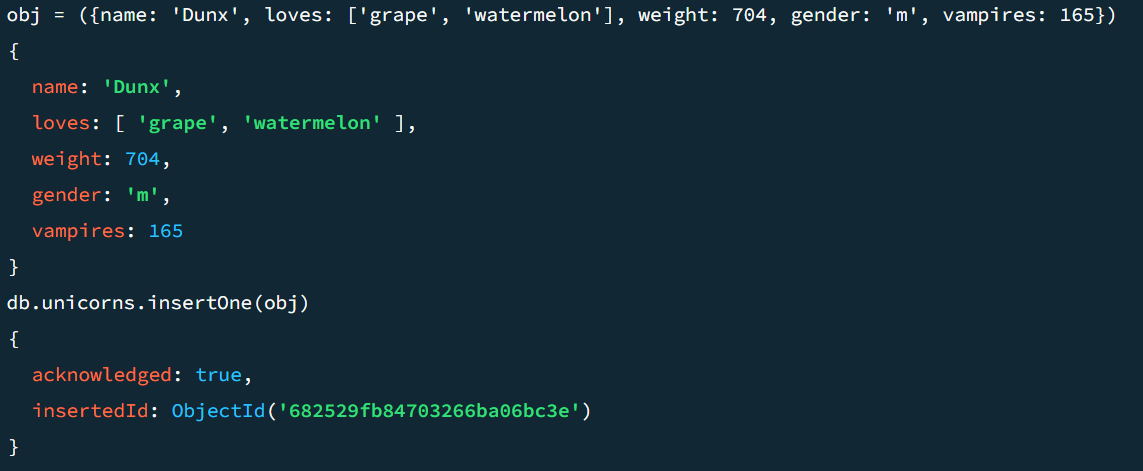 obj = ({name: 'Dunx', loves: ['grape', 'watermelon'], weight: 704, gender: 'm', vampires: 165})
{
  name: 'Dunx',
  loves: [ 'grape', 'watermelon' ],
  weight: 704,
  gender: 'm',
  vampires: 165
}
db.unicorns.insertOne(obj)
{
  acknowledged: true,
  insertedId: ObjectId('682529fb84703266ba06bc3e')
}